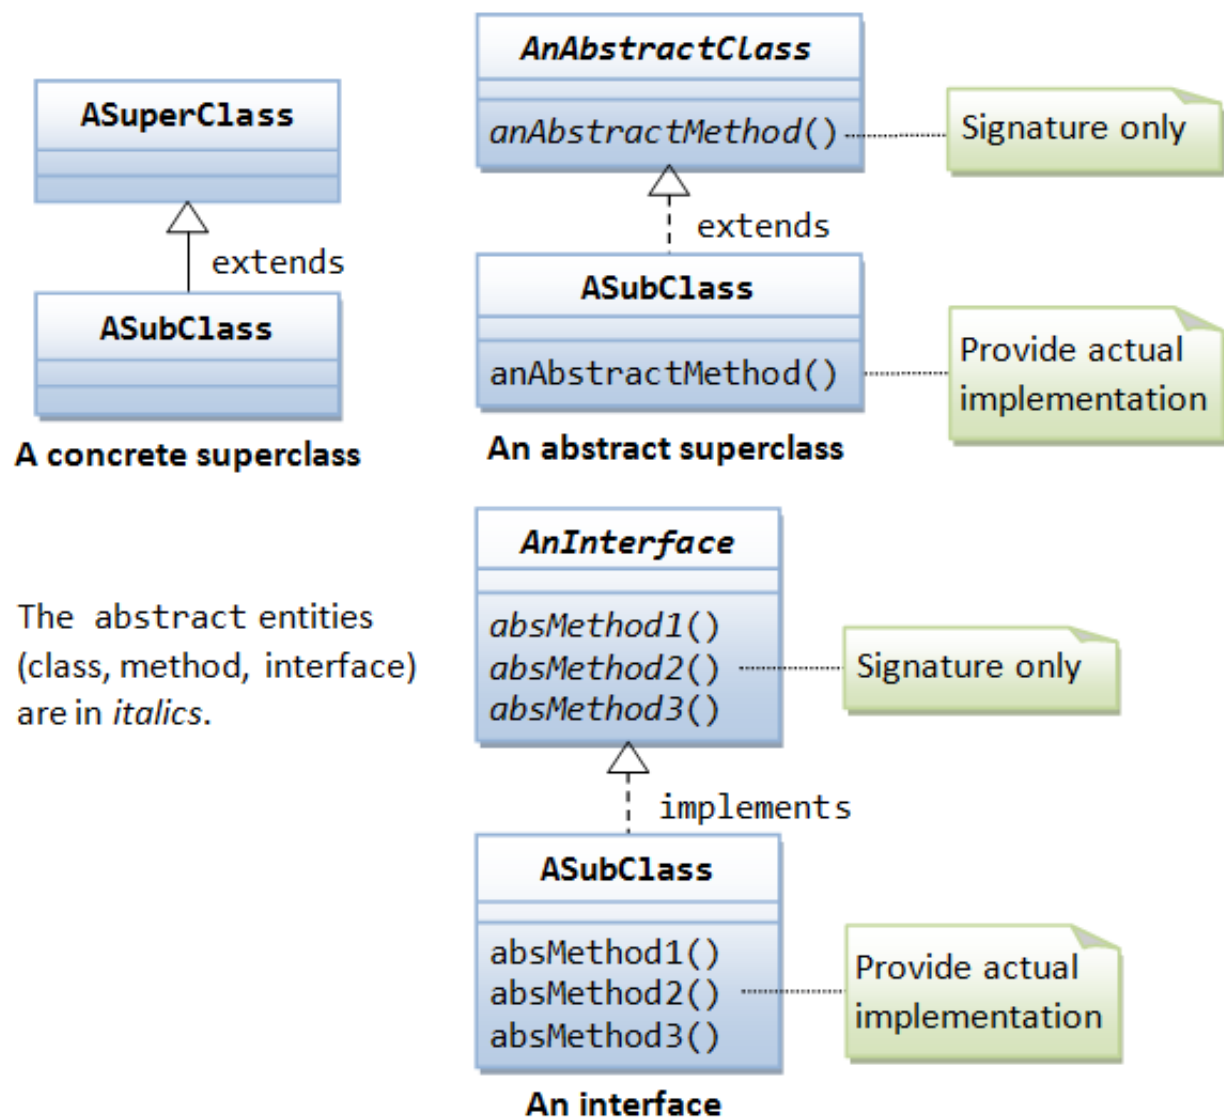 ASuperClass
extends
ASubClass
A concrete superclass
AnAbstractClass
anAbstractMethod()
Signature only
extends
ASubClass
anAbstractMethod()
Provide actual
implementation
An abstract superclass
The abstract entities
(class, method, interface)
are in italics.
AnInterface
absMethod1()
absMethod2()
absMethod3()
Signature only
implements
ASubClass
absMethod1()
absMethod2()
absMethod3()
Provide actual
implementation
An interface